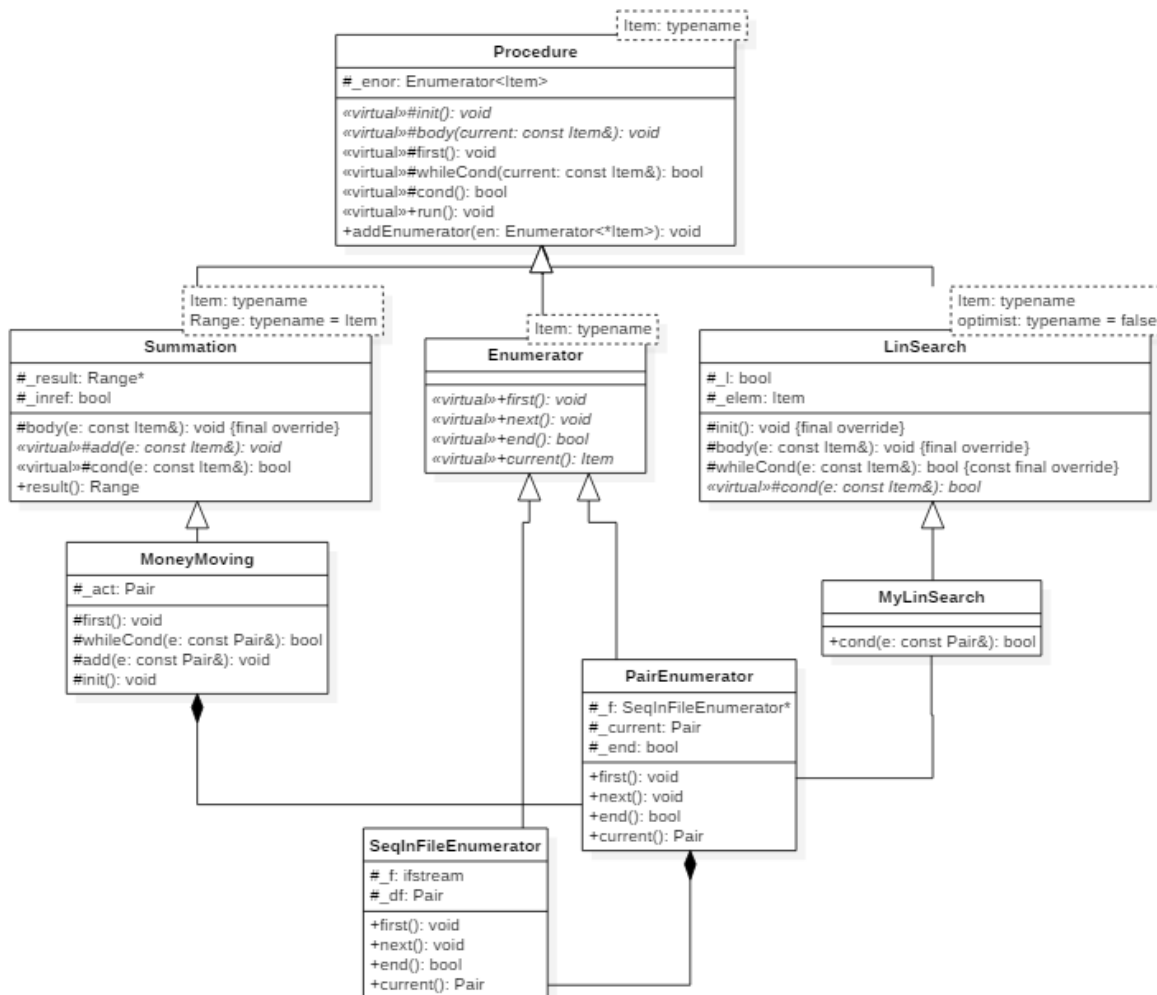 Item: typename
Procedure
#_enor: Enumerator<Item>
«virtual»#init(): void
«virtual»#body(current: const Item&): void
«virtual»#first(): void
«virtual»#whileCond(current: const Item&): bool
«virtual»#cond(): bool
«virtual»+run(): void
+addEnumerator(en: Enumerator<*Item>): void
Item: typename
Range: typename = Item
Summation
#_result: Range*
#_inref: bool
#body(e: const Item&): void {final override}
«virtual»#add(e: const Item&): void
«virtual»#cond(e: const Item&): bool
+result(): Range
Item: typename
Enumerator
«virtual»+first(): void
«virtual»+next(): void
«virtual»+end(): bool
«virtual»+current(): Item
Item: typename
optimist: typename = false
LinSearch
#_l: bool
#_elem: Item
#init(): void {final override}
#body(e: const Item&): void {final override}
#whileCond(e: const Item&): bool {const final override}
«virtual»#cond(e: const Item&): bool
MoneyMoving
#_act: Pair
#first(): void
#whileCond(e: const Pair&): bool
#add(e: const Pair&): void
#init(): void
MyLinSearch
+cond(e: const Pair&): bool
PairEnumerator
#_f: SeqInFileEnumerator*
#_current: Pair
#_end: bool
+first(): void
+next(): void
+end(): bool
+current(): Pair
SeqInFileEnumerator
#_f: ifstream
#_df: Pair
+first(): void
+next(): void
+end(): bool
+current(): Pair